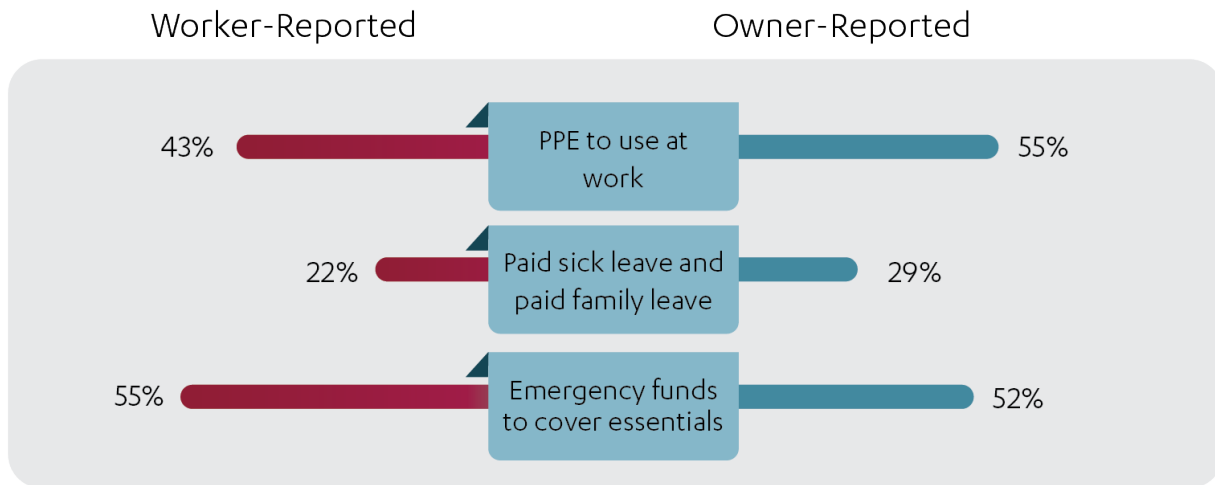 Worker-Reported
Owner-Reported
43%
PPE to use at
work
55%
22%
Paid sick leave and
paid family leave
29%
55%
Emergency funds
to cover essentials
52%